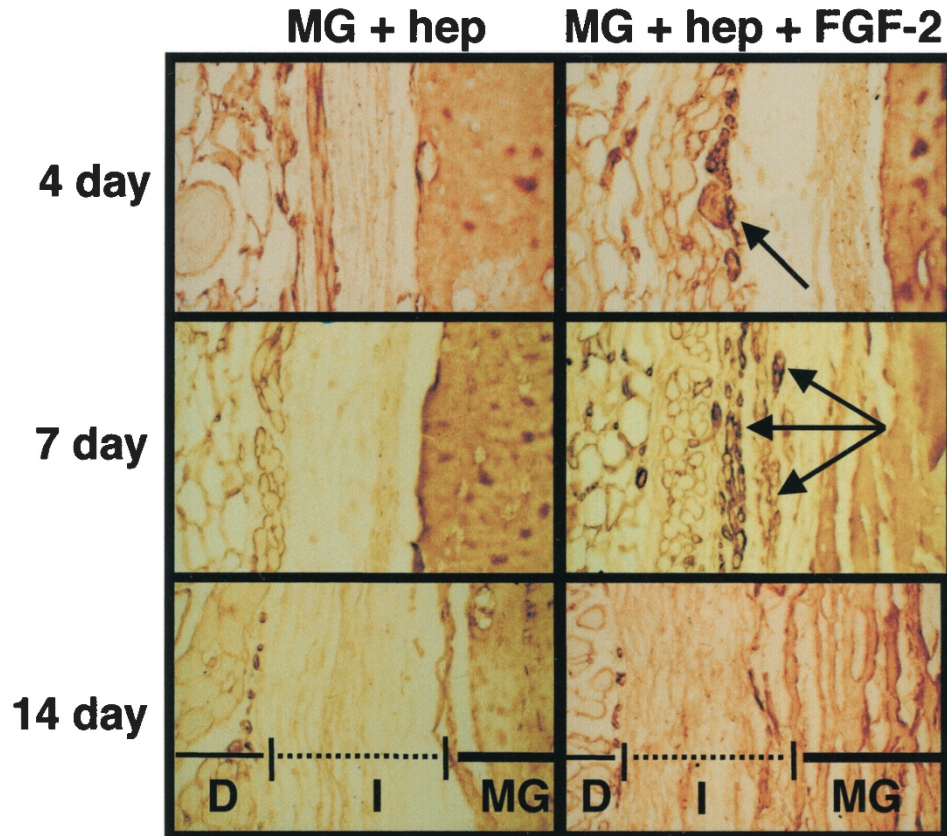 MG + hep
MG + hep + FGF-2
4 day
7 day
14 day
D
I
MG
D
I
MG